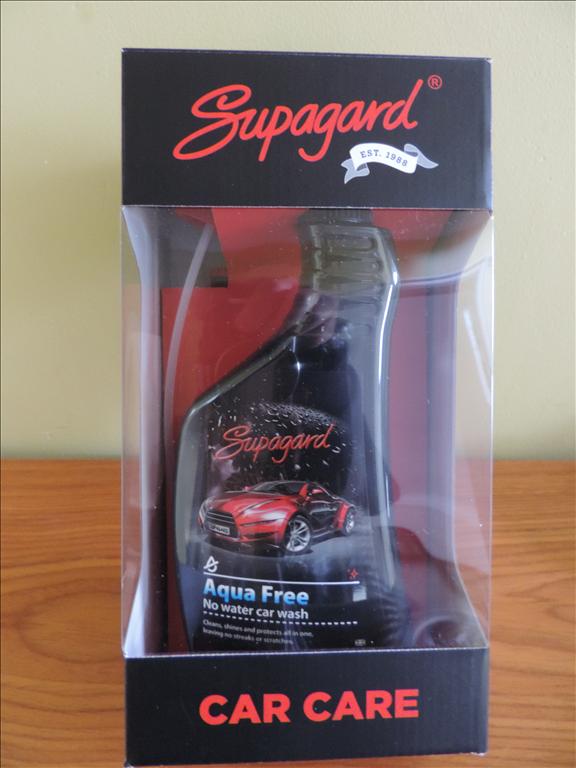 Supagard®
EST. 1988
Supagard
Aqua Free
No water car wash
Cleans, shines and protects all in one,
leaving no streaks or scratches.
CAR CARE